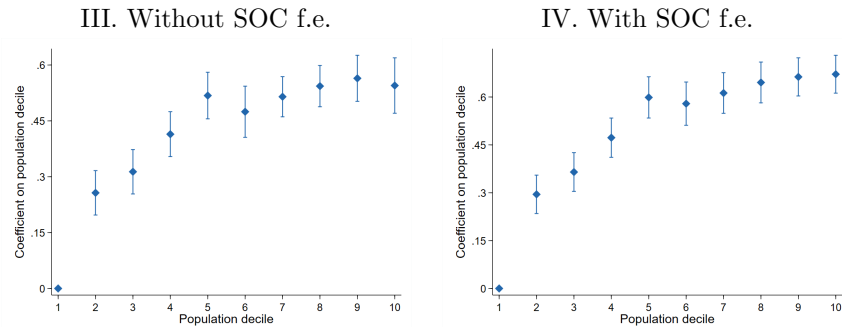 III. Without SOC f.e.
Coefficient on population decile
.6
.45
.3
.15
0
1 2 3 4 5 6 7 8 9 10
Population decile
IV. With SOC f.e.
Coefficient on population decile
.6
.45
.3
.15
0
1 2 3 4 5 6 7 8 9 10
Population decile